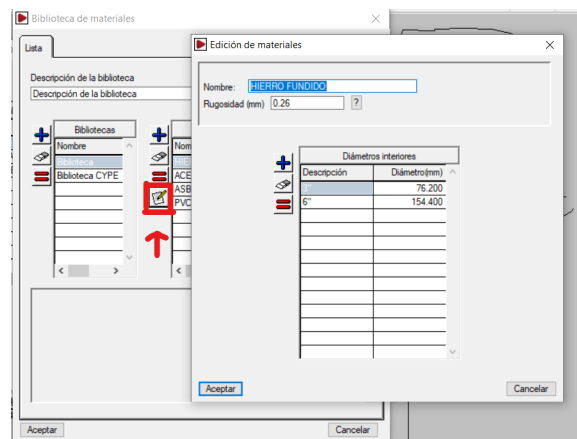 Biblioteca de materiales
Lista
Descripción de la biblioteca
Descripción de la biblioteca
Bibliotecas
Nombre
Biblioteca
Biblioteca CYPE
Nom
HIE
ACE
ASB
PVC
Aceptar
Cancelar
Edición de materiales
Nombre: HIERRO FUNDIDO
Rugosidad (mm) 0.26 ?
Diámetros interiores
Descripción Diámetro(mm)
3" 76.200
6" 154.400
Aceptar
Cancelar